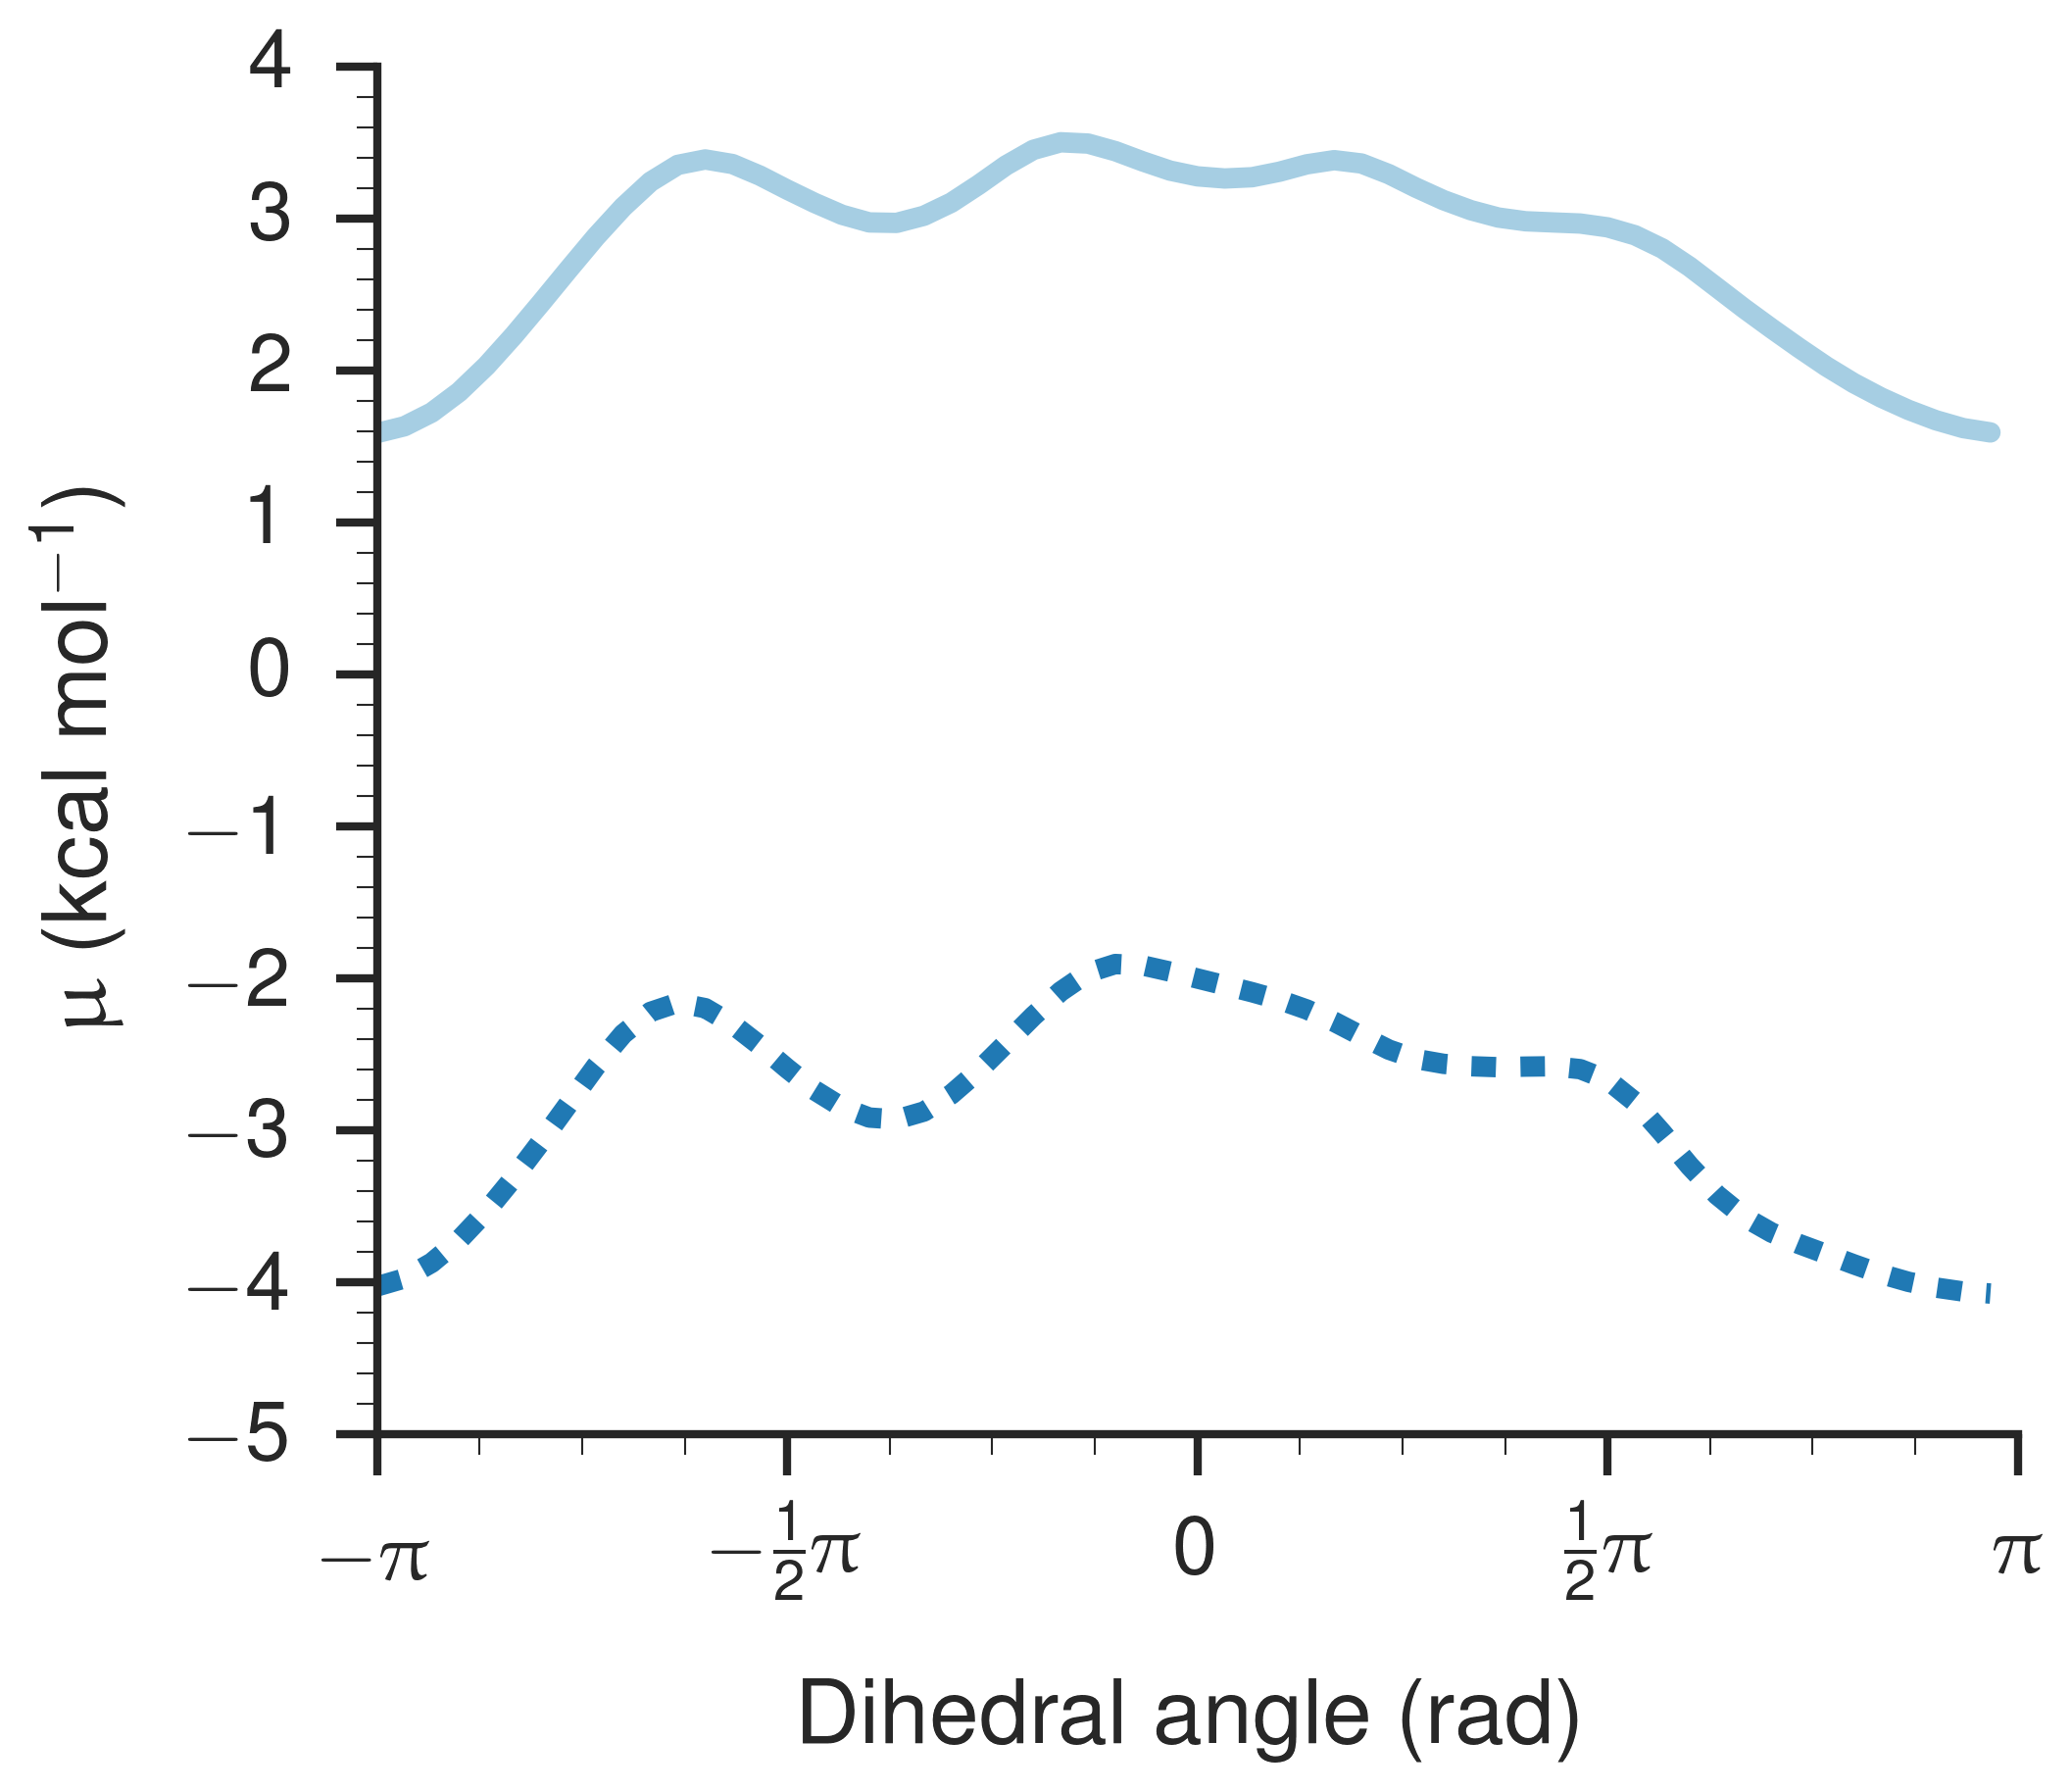 4
3
2
1
0
−1
−2
−3
−4
−5
μ (kcal mol⁻¹)
−π
−1/2π
0
1/2π
π
Dihedral angle (rad)